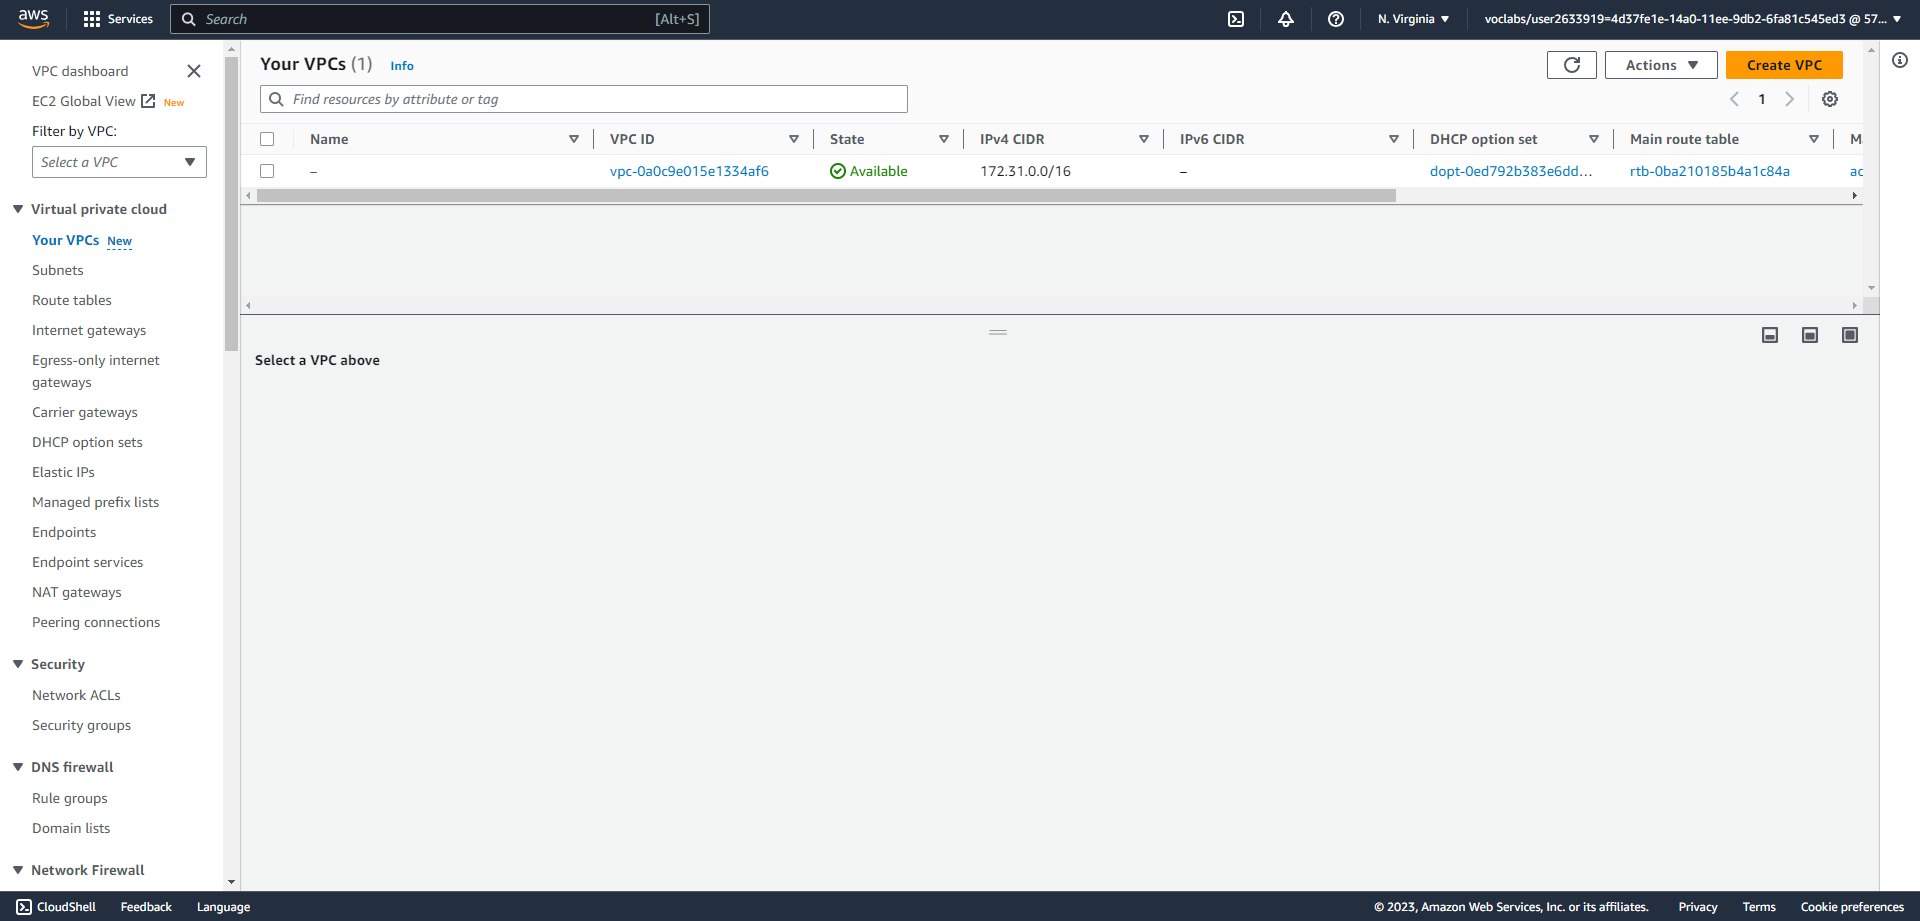 aws
Services
Search
[Alt+S]
N. Virginia
voclabs/user2633919=4d37fe1e-14a0-11ee-9db2-6fa81c545ed3 @ 57...
VPC dashboard
EC2 Global View New
Filter by VPC:
Select a VPC
Virtual private cloud
Your VPCs New
Subnets
Route tables
Internet gateways
Egress-only internet
gateways
Carrier gateways
DHCP option sets
Elastic IPs
Managed prefix lists
Endpoints
Endpoint services
NAT gateways
Peering connections
Security
Network ACLs
Security groups
DNS firewall
Rule groups
Domain lists
Network Firewall
Your VPCs (1) Info
Actions
Create VPC
Find resources by attribute or tag
1
Name VPC ID State IPv4 CIDR IPv6 CIDR DHCP option set Main route table
– vpc-0a0c9e015e1334af6 Available 172.31.0.0/16 – dopt-0ed792b383e6dd... rtb-0ba210185b4a1c84a
Select a VPC above
CloudShell Feedback Language
© 2023, Amazon Web Services, Inc. or its affiliates. Privacy Terms Cookie preferences